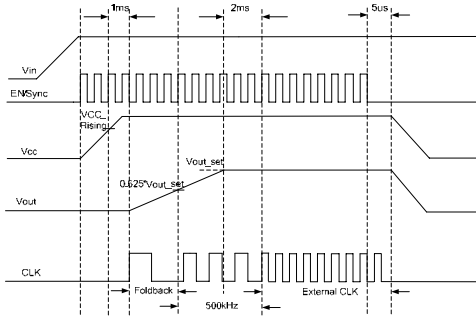 1ms
2ms
5us
Vin
EN/Sync
VCC_
Rising
Vcc
Vout_set
0.625*Vout_set
Vout
CLK
Foldback
External CLK
500kHz